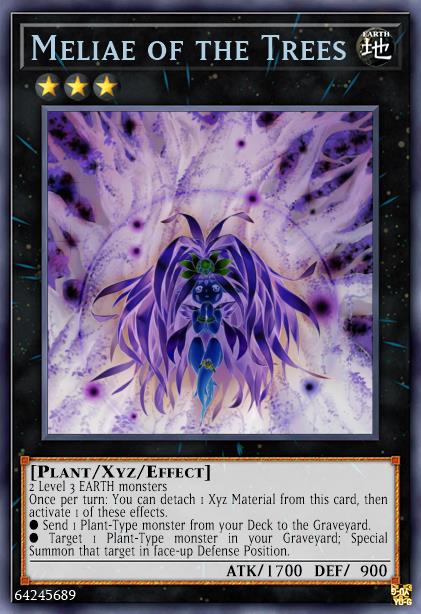 MELIAE OF THE TREES
EARTH
地
[PLANT/XYZ/EFFECT]
2 Level 3 EARTH monsters
Once per turn: You can detach 1 Xyz Material from this card, then
activate 1 of these effects.
● Send 1 Plant-Type monster from your Deck to the Graveyard.
● Target 1 Plant-Type monster in your Graveyard; Special
Summon that target in face-up Defense Position.
ATK/1700 DEF/ 900
64245689